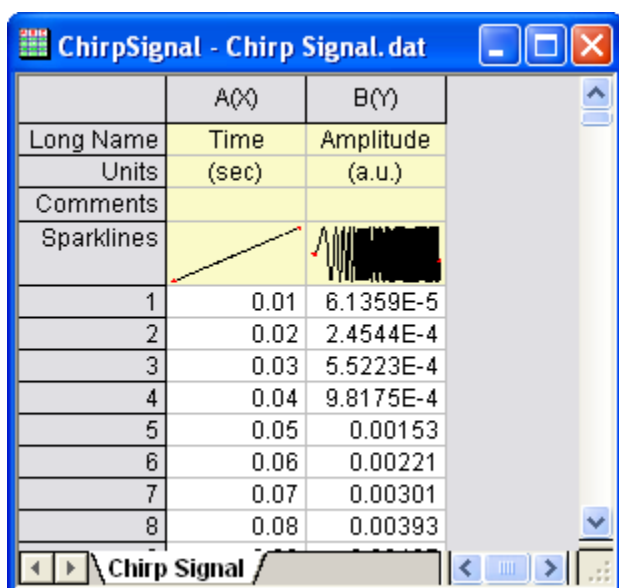 ChirpSignal - Chirp Signal.dat
A(X) B(Y)
Long Name Time Amplitude
Units (sec) (a.u.)
Comments
Sparklines
1 0.01 6.1359E-5
2 0.02 2.4544E-4
3 0.03 5.5223E-4
4 0.04 9.8175E-4
5 0.05 0.00153
6 0.06 0.00221
7 0.07 0.00301
8 0.08 0.00393
Chirp Signal